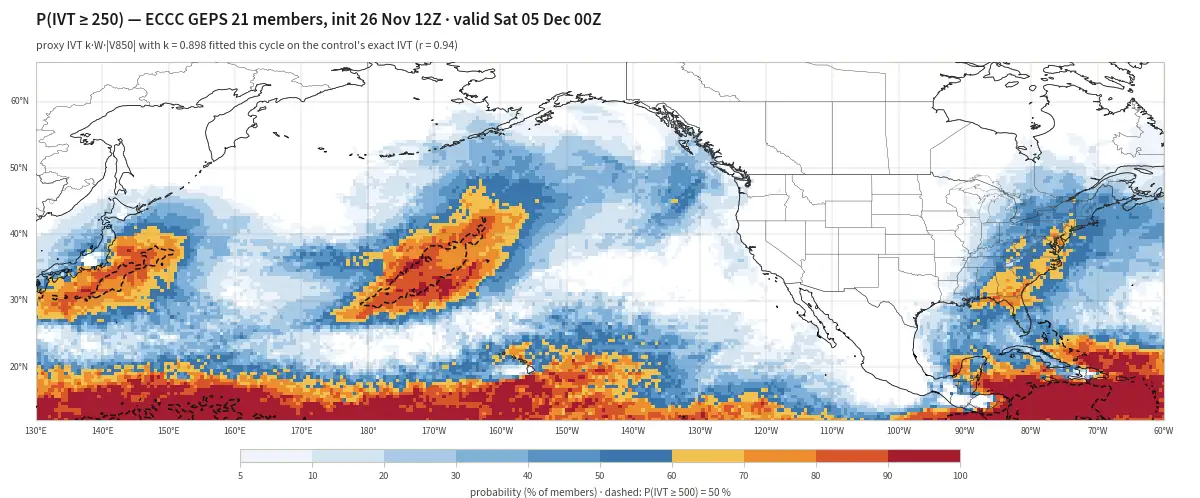 P(IVT ≥ 250) — ECCC GEPS 21 members, init 26 Nov 12Z · valid Sat 05 Dec 00Z
proxy IVT k·W·|V850| with k = 0.898 fitted this cycle on the control's exact IVT (r = 0.94)
60°N
50°N
40°N
30°N
20°N
130°E 140°E 150°E 160°E 170°E 180° 170°W 160°W 150°W 140°W 130°W 120°W 110°W 100°W 90°W 80°W 70°W 60°W
5 10 20 30 40 50 60 70 80 90 100
probability (% of members) · dashed: P(IVT ≥ 500) = 50 %